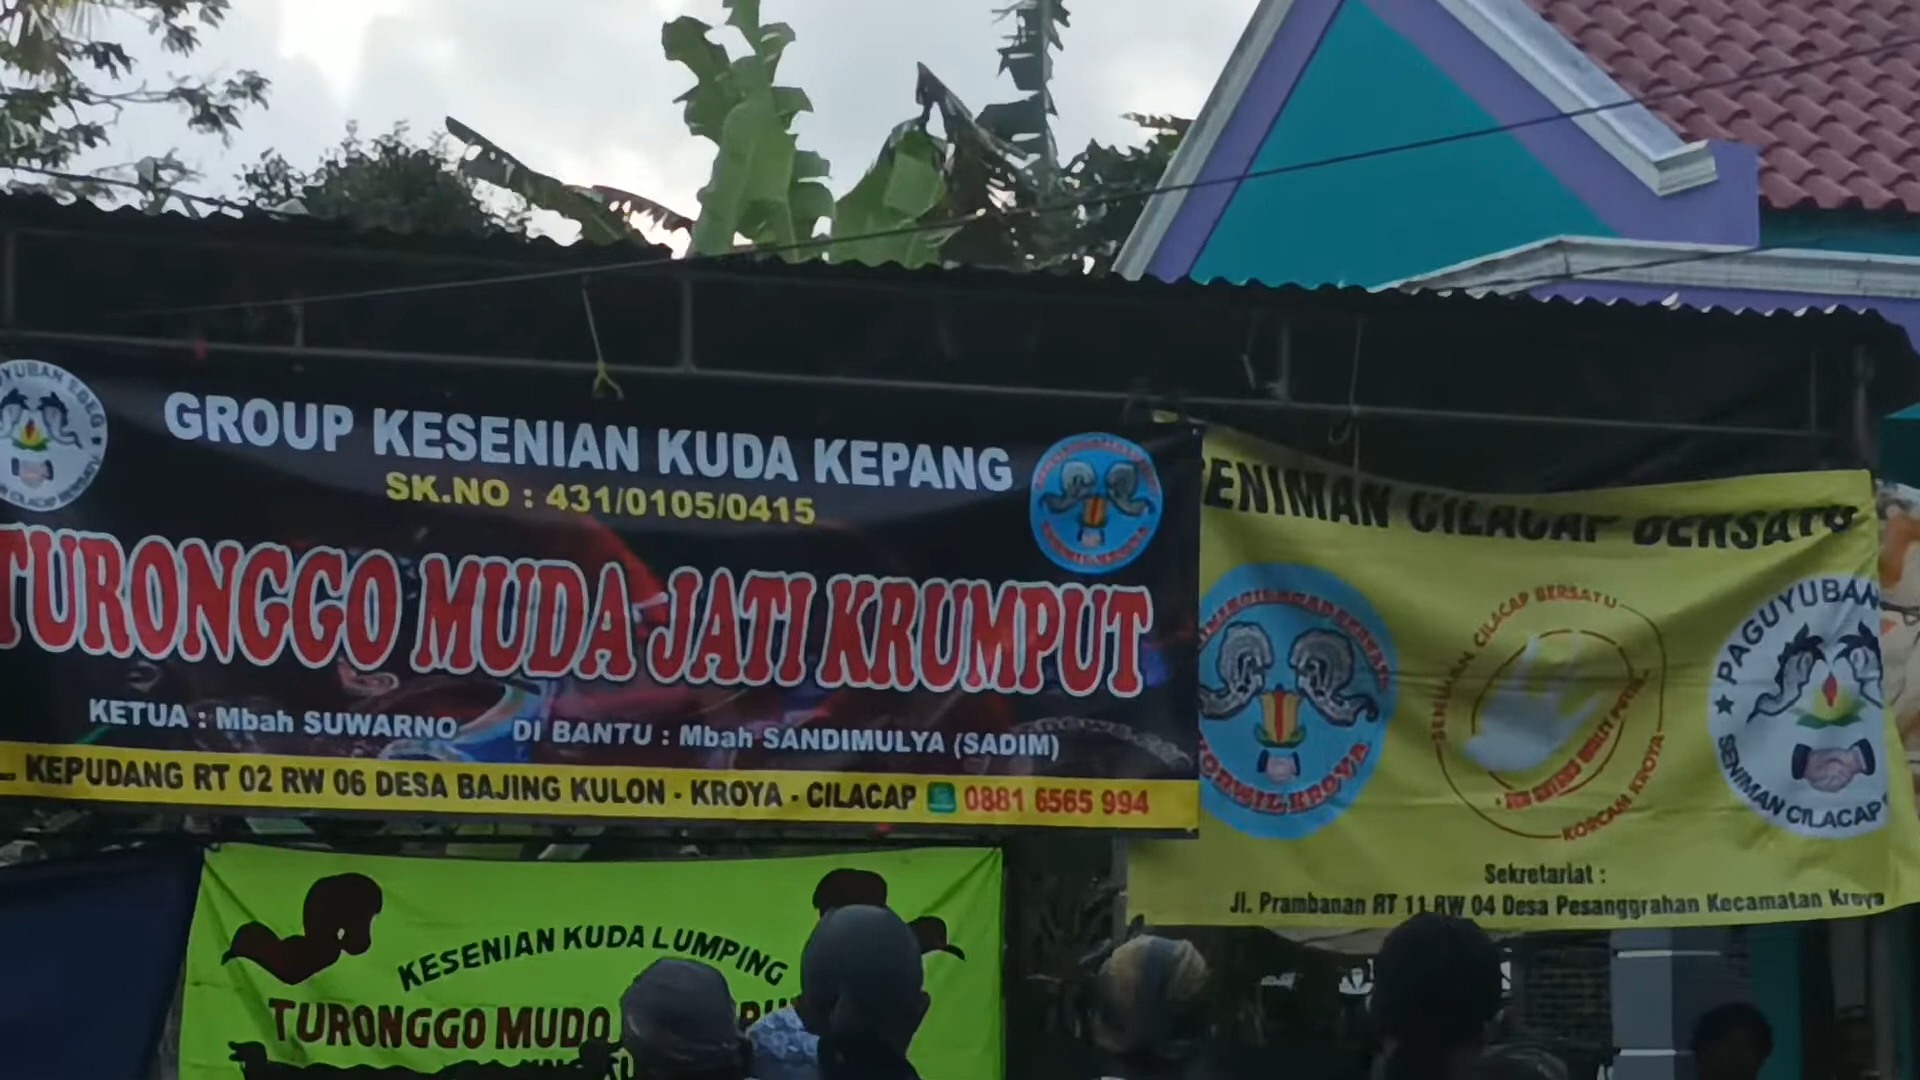 GROUP KESENIAN KUDA KEPANG
SK.NO : 431/0105/0415
TURONGGO MUDA JATI KRUMPUT
KETUA : Mbah SUWARNO DI BANTU : Mbah SANDIMULYA (SADIM)
KEPUDANG RT 02 RW 06 DESA BAJING KULON - KROYA - CILACAP 0881 6565 994
ENIMAN CILACAP BERSATU
SENIMAN CILACAP BERSATU
KORCAM KROYA
KORWIL KROYA
PAGUYUBAN
SENIMAN CILACAP
Sekretariat :
Jl. Prambanan RT 11 RW 04 Desa Pesanggrahan Kecamatan Kroya
KESENIAN KUDA LUMPING
TURONGGO MUDO